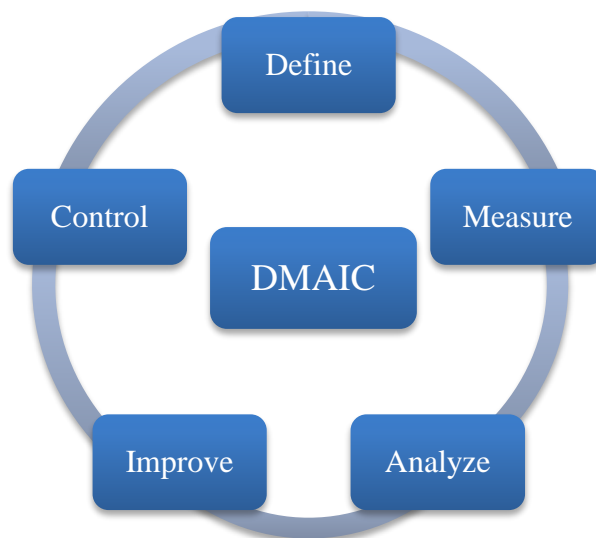 Define
Measure
Analyze
Improve
Control
DMAIC